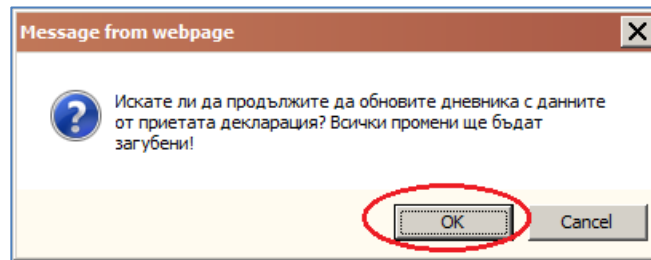 Message from webpage
Искате ли да продължите да обновите дневника с данните
от приетата декларация? Всички промени ще бъдат
загубени!
OK
Cancel